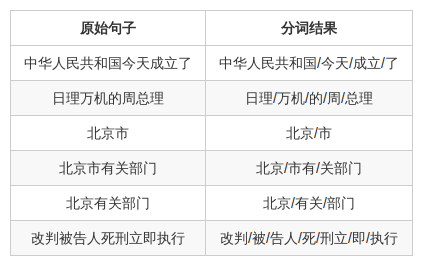 原始句子 分词结果
中华人民共和国今天成立了 中华人民共和国/今天/成立/了
日理万机的周总理 日理/万机/的/周/总理
北京市 北京/市
北京市有关部门 北京/市有/关部门
北京有关部门 北京/有关/部门
改判被告人死刑立即执行 改判/被/告人/死/刑立/即/执行